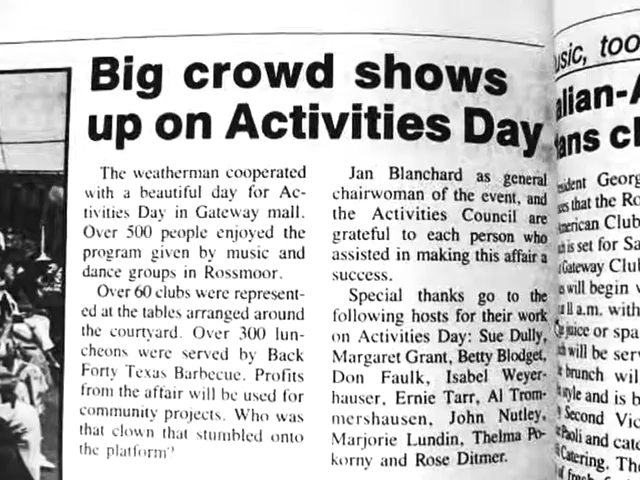 Big crowd shows
up on Activities Day
The weatherman cooperated
with a beautiful day for Ac-
tivities Day in Gateway mall.
Over 500 people enjoyed the
program given by music and
dance groups in Rossmoor.
Over 60 clubs were represent-
ed at the tables arranged around
the courtyard. Over 300 lun-
cheons were served by Back
Forty Texas Barbecue. Profits
from the affair will be used for
community projects. Who was
that clown that stumbled onto
the platform?
Jan Blanchard as general
chairwoman of the event, and
the Activities Council are
grateful to each person who
assisted in making this affair a
success.
Special thanks go to the
following hosts for their work
on Activities Day: Sue Dully,
Margaret Grant, Betty Blodget,
Don Faulk, Isabel Weyer-
hauser, Ernie Tarr, Al Trom-
mershausen, John Nutley,
Marjorie Lundin, Thelma Po-
korny and Rose Ditmer.
usic, too
alian-A
ans cl
sident Georg
es that the Ro
merican Club
is set for Sa
Gateway Clu
s will begin w
11 a.m. with
juice or spa
will be serv
brunch will
style and is b
Second Vic
Paoli and cate
Catering. The
of fresh f